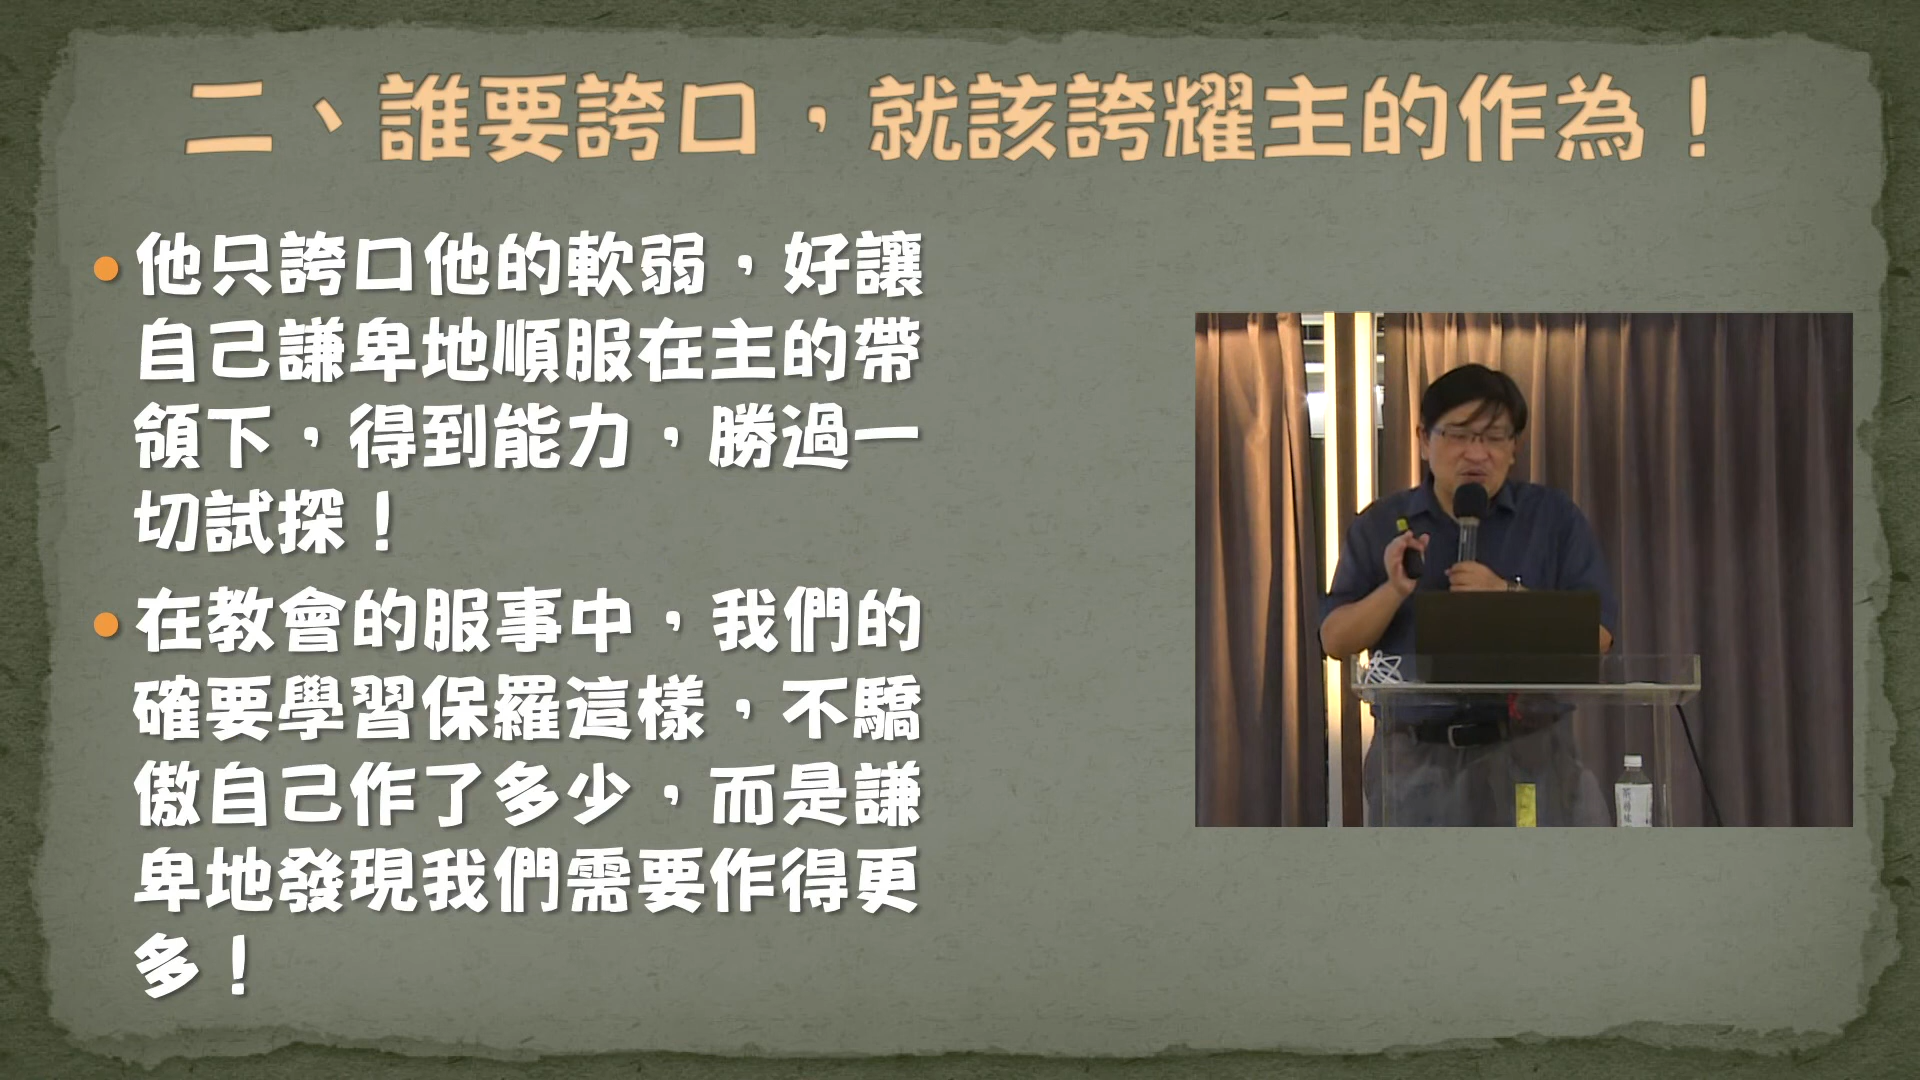 二、誰要誇口，就該誇耀主的作為！
他只誇口他的軟弱，好讓
自己謙卑地順服在主的帶
領下，得到能力，勝過一
切試探！
在教會的服事中，我們的
確要學習保羅這樣，不驕
傲自己作了多少，而是謙
卑地發現我們需要作得更
多！